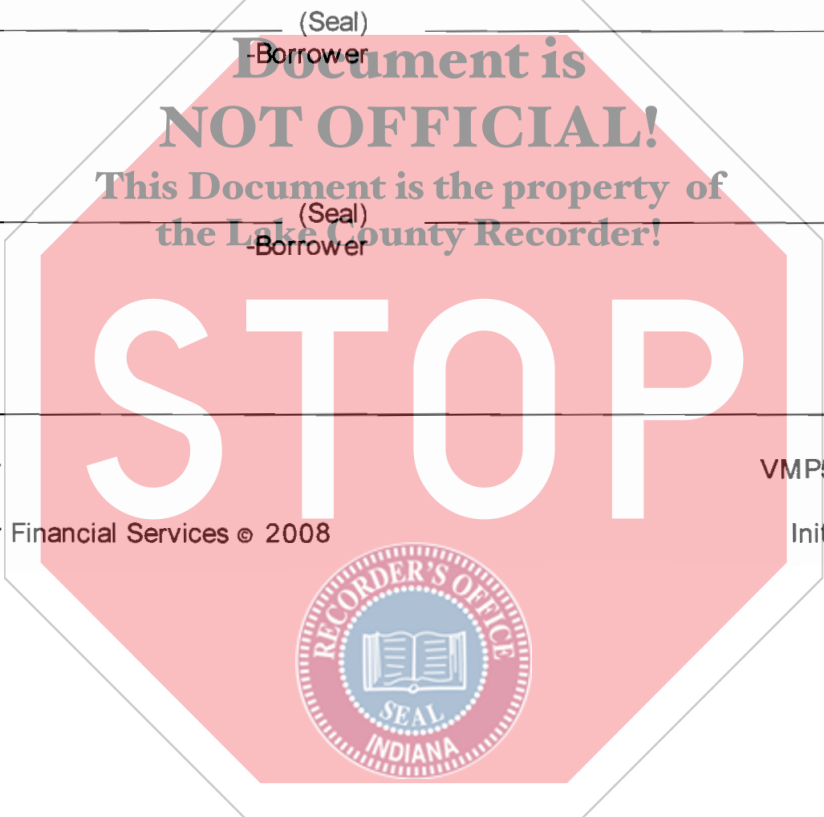 (Seal)
-Borrower
Document is
NOT OFFICIAL!
This Document is the property of
(Seal)
the Lake County Recorder!
-Borrower
STOP
VMP5
Financial Services © 2008
Init
RECORDER'S OFFICE
SEAL
INDIANA